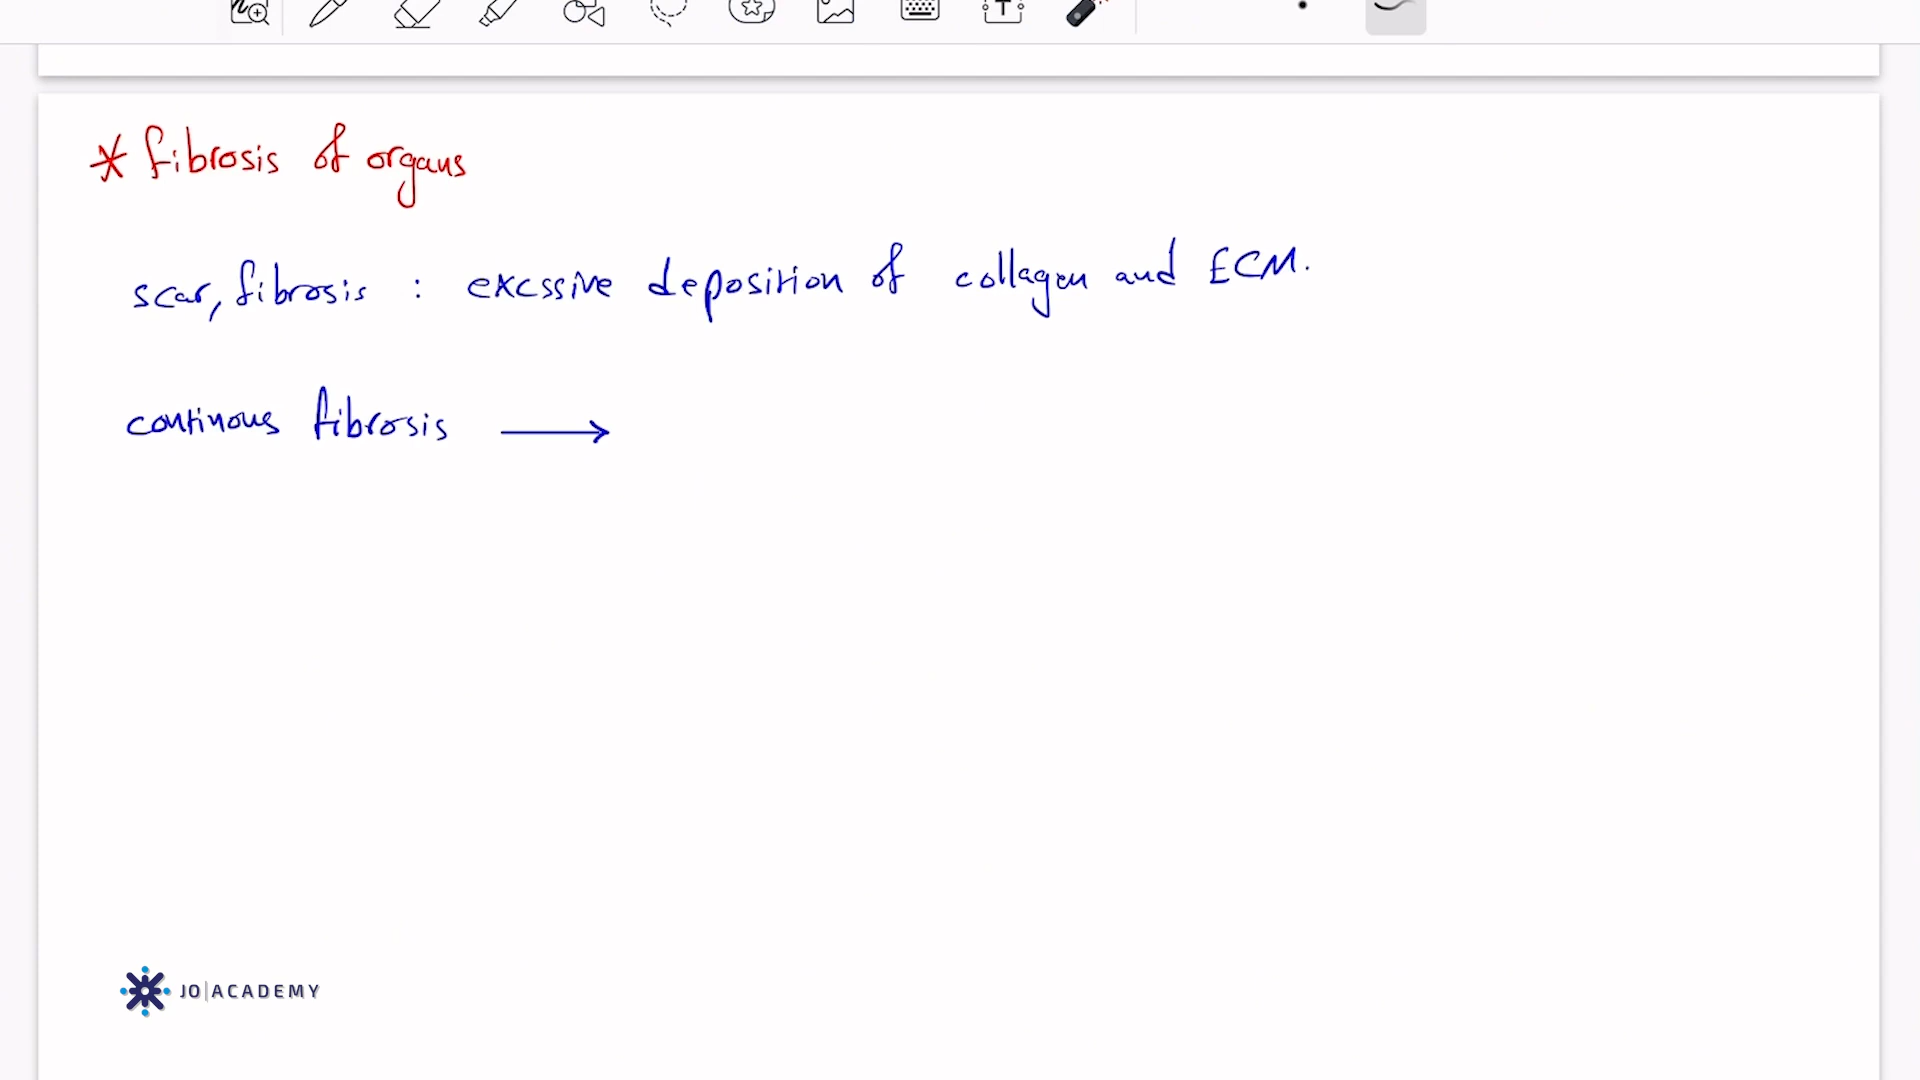 * fibrosis of organs
scar, fibrosis : excssive deposition of collagen and ECM.
continous fibrosis →
JO|ACADEMY